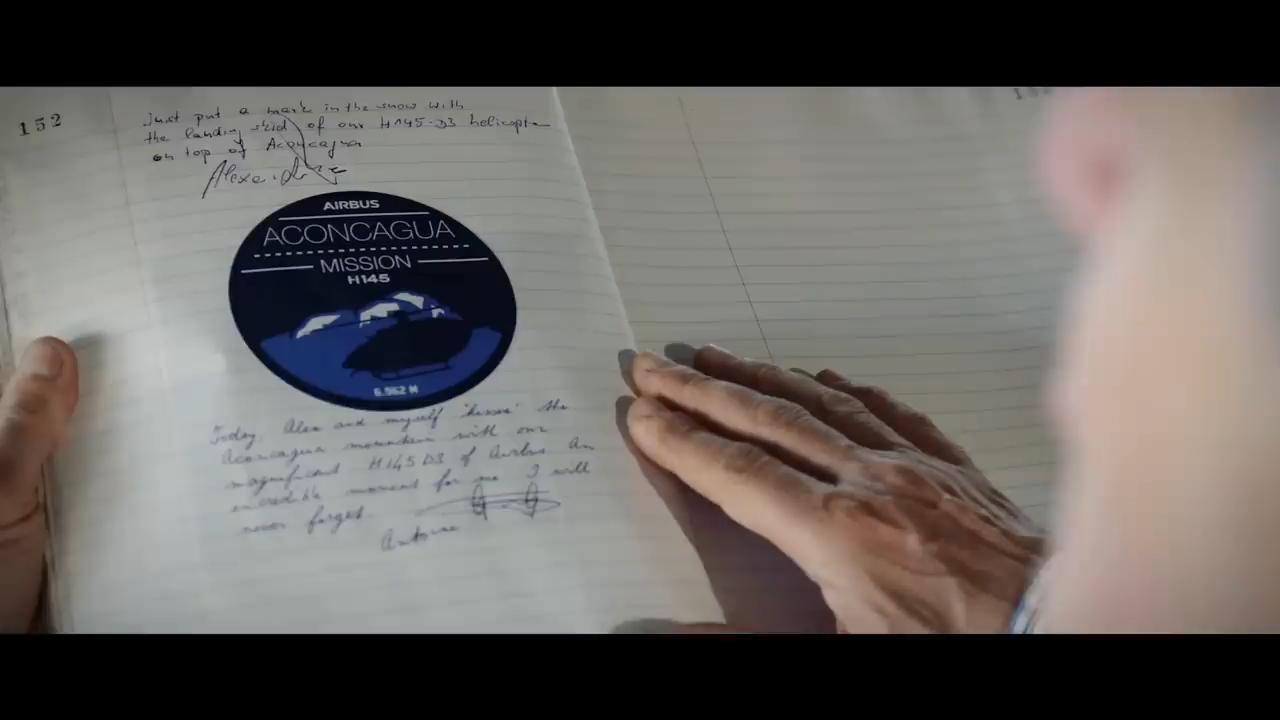 152
Just put a mark in the snow with
the landing skid of our H145-D3 helicopter
on top of Aconcagua
AIRBUS
ACONCAGUA
MISSION
H145
6.962 M
Today, Alex and myself "kissed" the
Aconcagua mountain with our
magnificent H145 D3 of Airbus An
incredible moment for me I will
never forget
Antoine